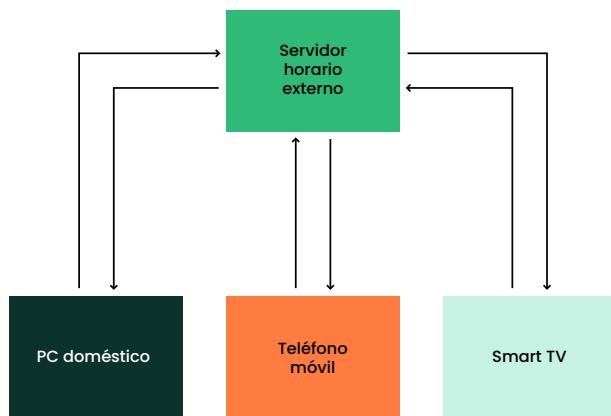 Servidor
horario
externo
PC doméstico
Teléfono
móvil
Smart TV